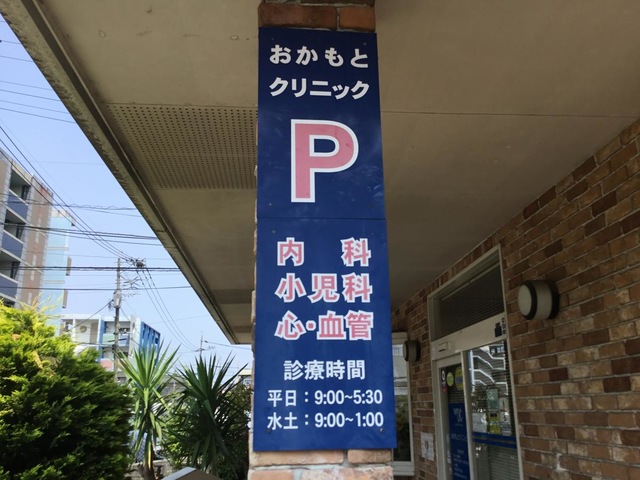 おかもと
クリニック
P
内科
小児科
心・血管
診療時間
平日：9:00~5:30
水土：9:00~1:00